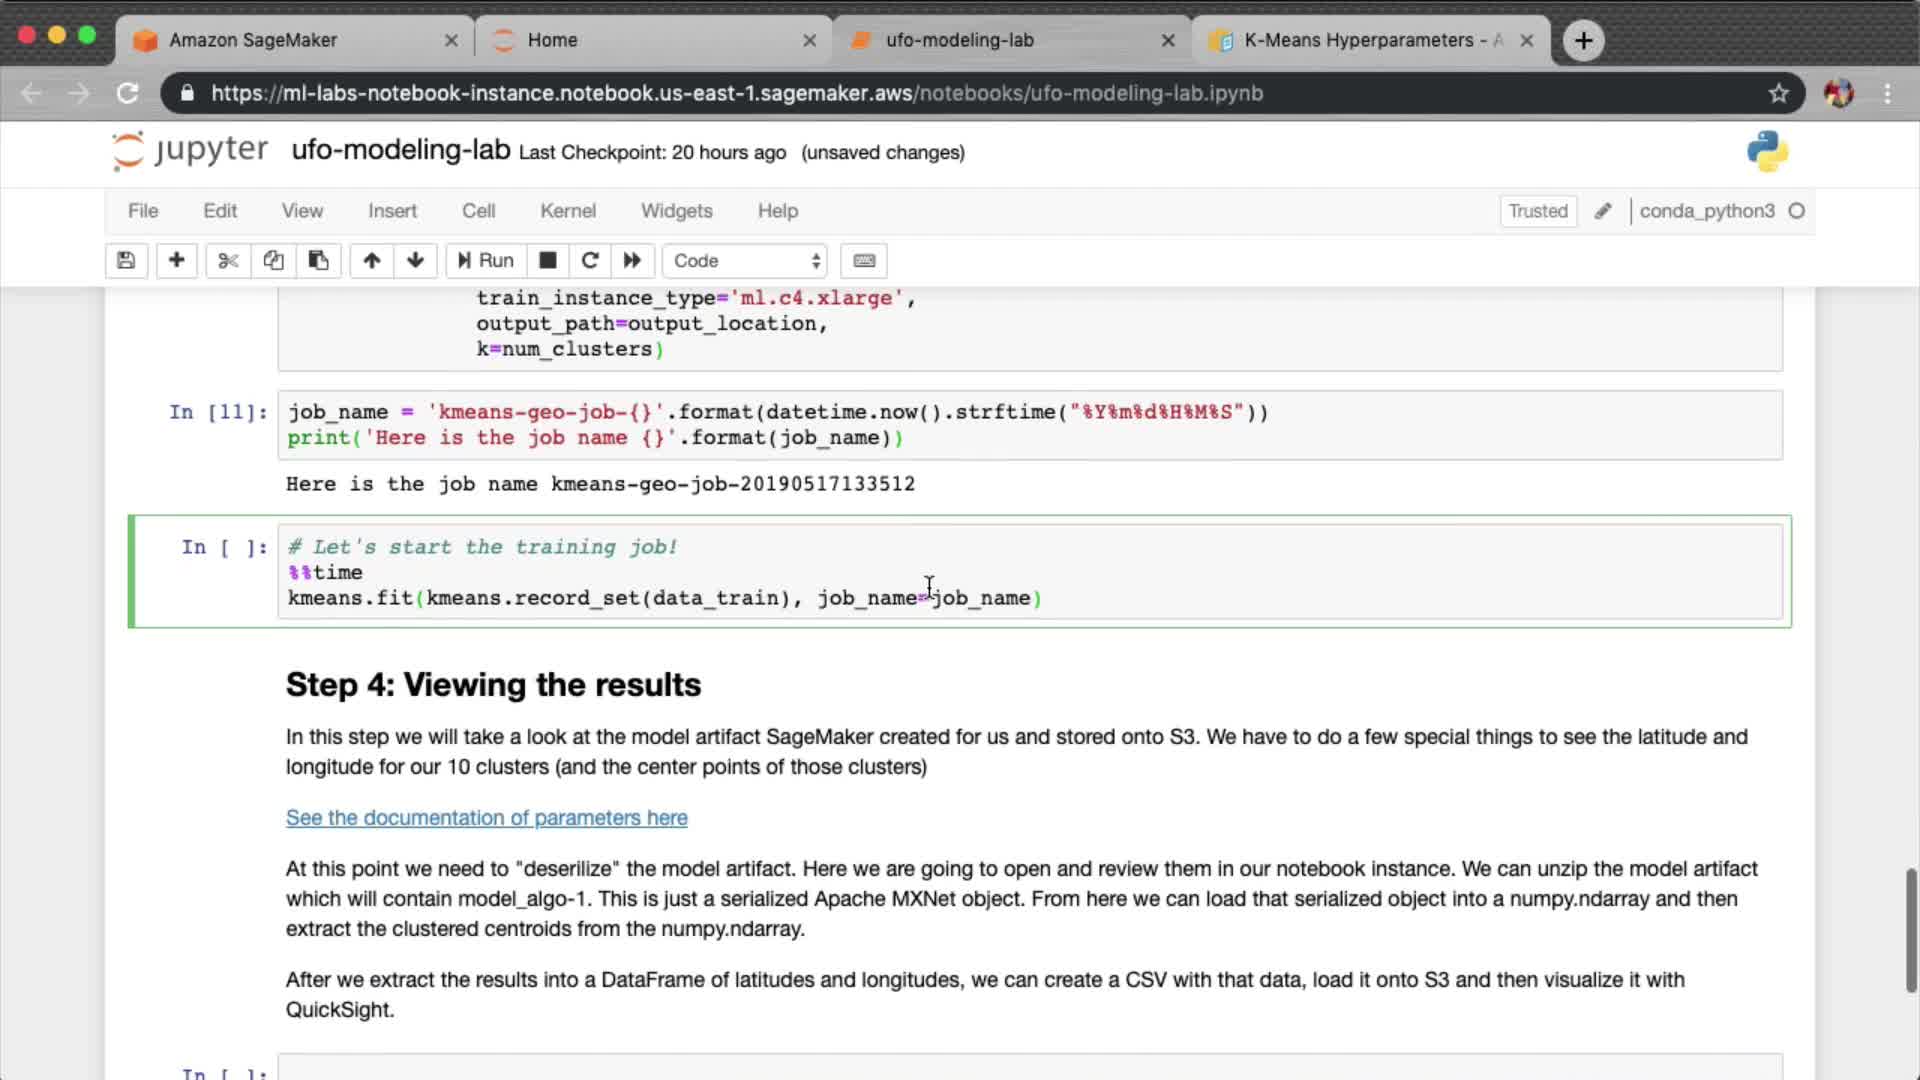 Amazon SageMaker
Home
ufo-modeling-lab
K-Means Hyperparameters - A
https://ml-labs-notebook-instance.notebook.us-east-1.sagemaker.aws/notebooks/ufo-modeling-lab.ipynb
jupyter ufo-modeling-lab Last Checkpoint: 20 hours ago (unsaved changes)
File Edit View Insert Cell Kernel Widgets Help Trusted conda_python3
Run Code
train_instance_type='ml.c4.xlarge',
output_path=output_location,
k=num_clusters)
In [11]: job_name = 'kmeans-geo-job-{}'.format(datetime.now().strftime("%Y%m%d%H%M%S"))
print('Here is the job name {}'.format(job_name))
Here is the job name kmeans-geo-job-20190517133512
In [ ]: # Let's start the training job!
%%time
kmeans.fit(kmeans.record_set(data_train), job_name=job_name)
Step 4: Viewing the results
In this step we will take a look at the model artifact SageMaker created for us and stored onto S3. We have to do a few special things to see the latitude and
longitude for our 10 clusters (and the center points of those clusters)
See the documentation of parameters here
At this point we need to "deserilize" the model artifact. Here we are going to open and review them in our notebook instance. We can unzip the model artifact
which will contain model_algo-1. This is just a serialized Apache MXNet object. From here we can load that serialized object into a numpy.ndarray and then
extract the clustered centroids from the numpy.ndarray.
After we extract the results into a DataFrame of latitudes and longitudes, we can create a CSV with that data, load it onto S3 and then visualize it with
QuickSight.
In [ ]: